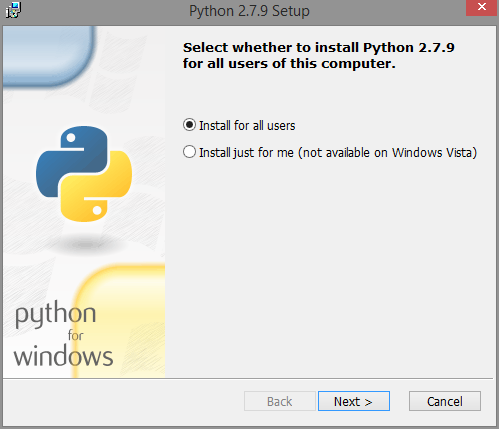 Python 2.7.9 Setup
Select whether to install Python 2.7.9
for all users of this computer.
Install for all users
Install just for me (not available on Windows Vista)
python
for
windows
Back
Next >
Cancel